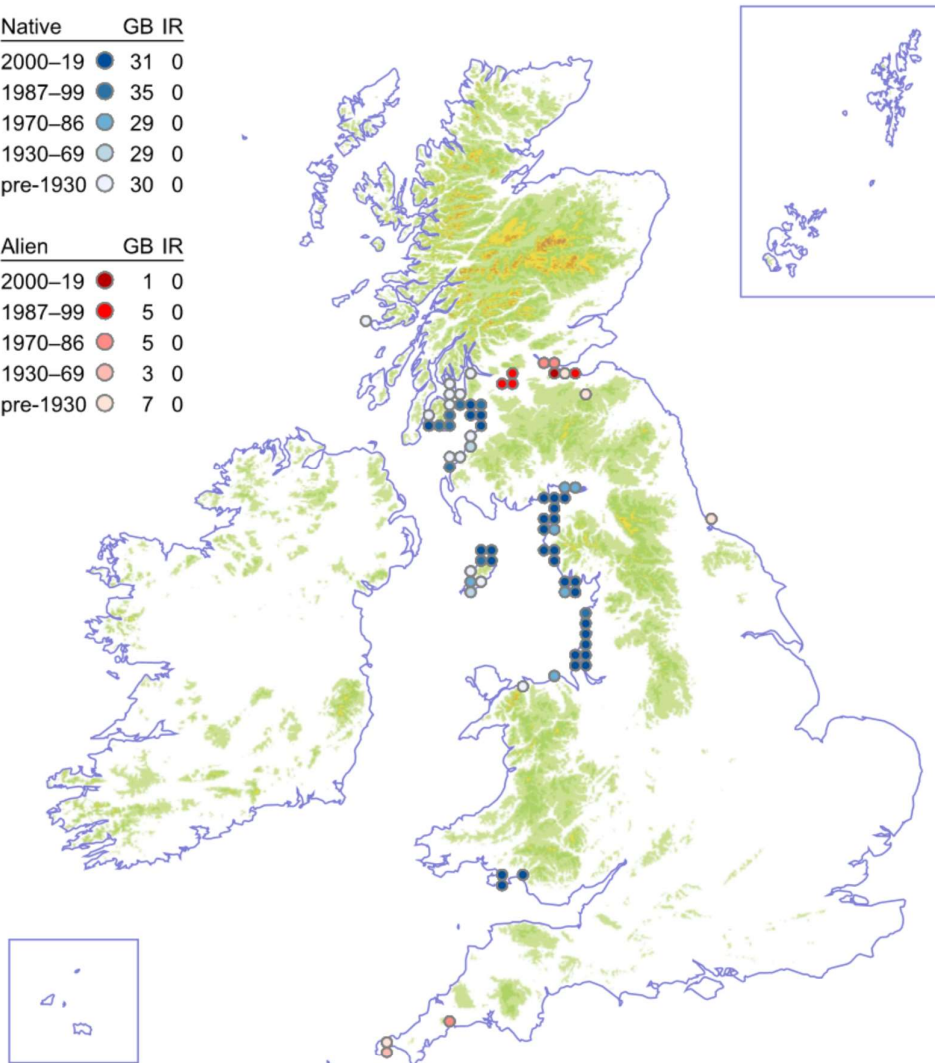 Native GB IR
2000–19 31 0
1987–99 35 0
1970–86 29 0
1930–69 29 0
pre-1930 30 0
Alien GB IR
2000–19 1 0
1987–99 5 0
1970–86 5 0
1930–69 3 0
pre-1930 7 0